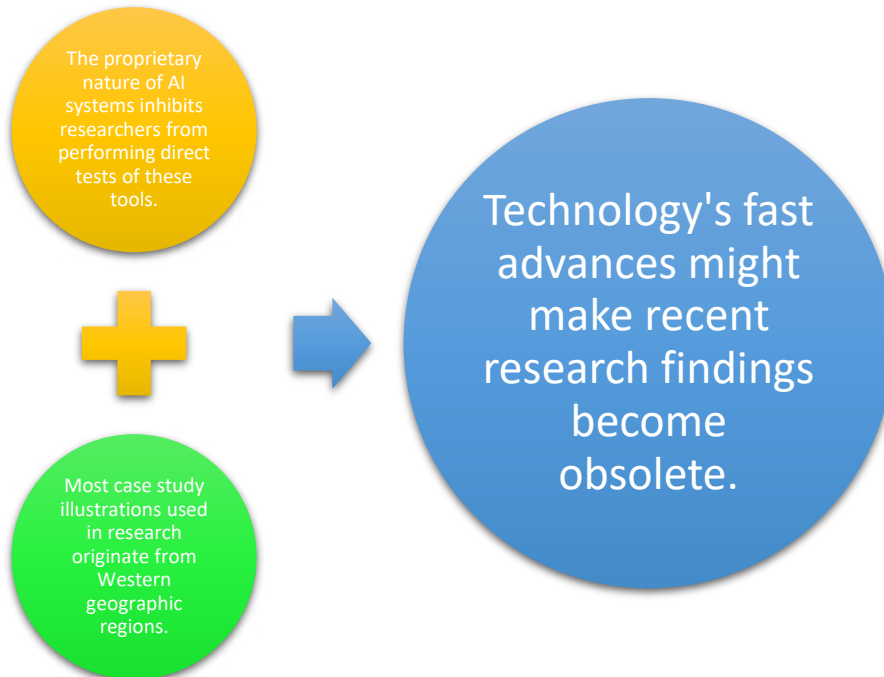 The proprietary
nature of AI
systems inhibits
researchers from
performing direct
tests of these
tools.
Most case study
illustrations used
in research
originate from
Western
geographic
regions.
Technology's fast
advances might
make recent
research findings
become
obsolete.